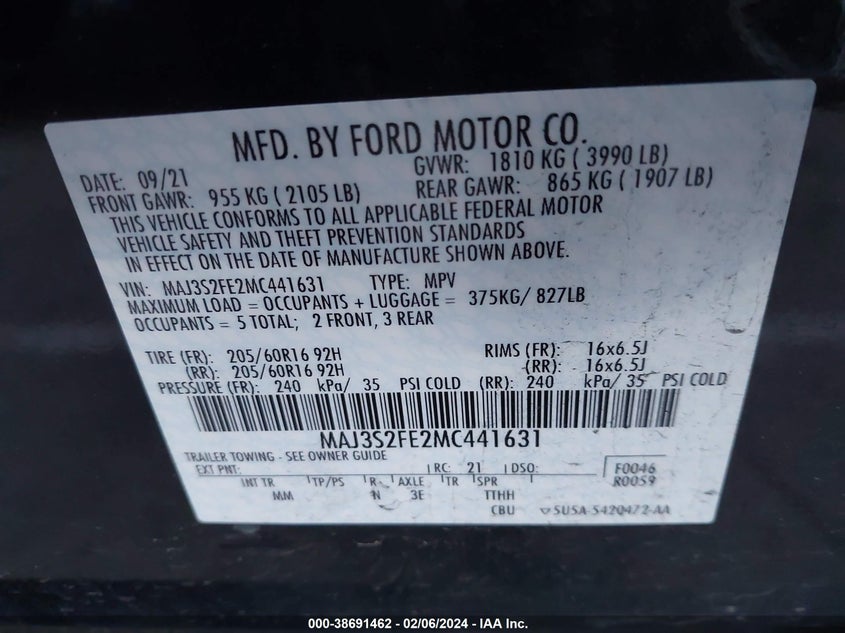 MFD. BY FORD MOTOR CO.
DATE: 09/21 GVWR: 1810 KG ( 3990 LB)
FRONT GAWR: 955 KG ( 2105 LB) REAR GAWR: 865 KG ( 1907 LB)
THIS VEHICLE CONFORMS TO ALL APPLICABLE FEDERAL MOTOR
VEHICLE SAFETY AND THEFT PREVENTION STANDARDS
IN EFFECT ON THE DATE OF MANUFACTURE SHOWN ABOVE.
VIN: MAJ3S2FE2MC441631 TYPE: MPV
MAXIMUM LOAD = OCCUPANTS + LUGGAGE = 375KG/ 827LB
OCCUPANTS = 5 TOTAL; 2 FRONT, 3 REAR
TIRE (FR): 205/60R16 92H RIMS (FR): 16x6.5J
(RR): 205/60R16 92H (RR): 16x6.5J
PRESSURE (FR): 240 kPa/ 35 PSI COLD (RR): 240 kPa/ 35 PSI COLD
MAJ3S2FE2MC441631
TRAILER TOWING - SEE OWNER GUIDE
EXT PNT: RC: 21 DSO: F0046
INT TR TP/PS R AXLE TR SPR R0059
MM N 3E TTHH
CBU 5U5A-5420472-AA
000-38691462 - 02/06/2024 - IAA Inc.